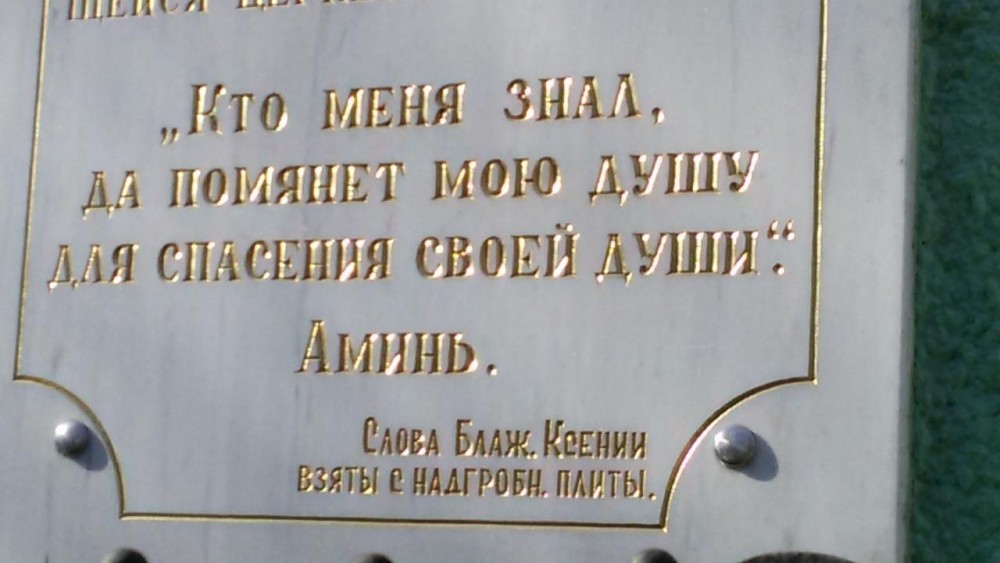 „Кто меня знал,
да помянет мою душу
для спасения своей души“.
Аминь.
Слова Блаж. Ксении
взяты с надгробн. плиты.